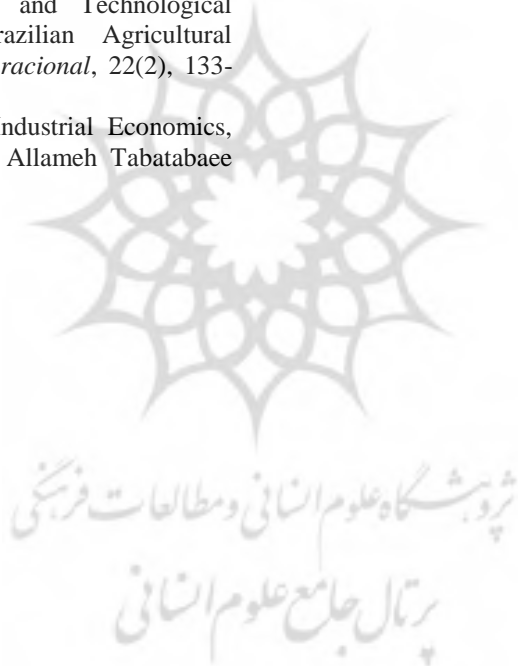 and Technological
razilian Agricultural
racional, 22(2), 133-
ndustrial Economics,
Allameh Tabatabaee
پژوهشگاه علوم انسانی و مطالعات فرهنگی
پرتال جامع علوم انسانی